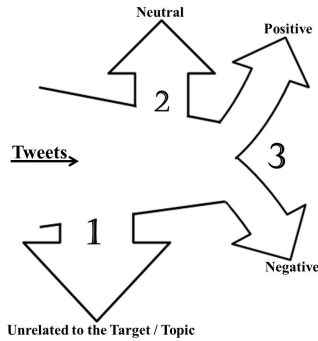 Neutral
Positive
2
Tweets
3
1
Negative
Unrelated to the Target / Topic